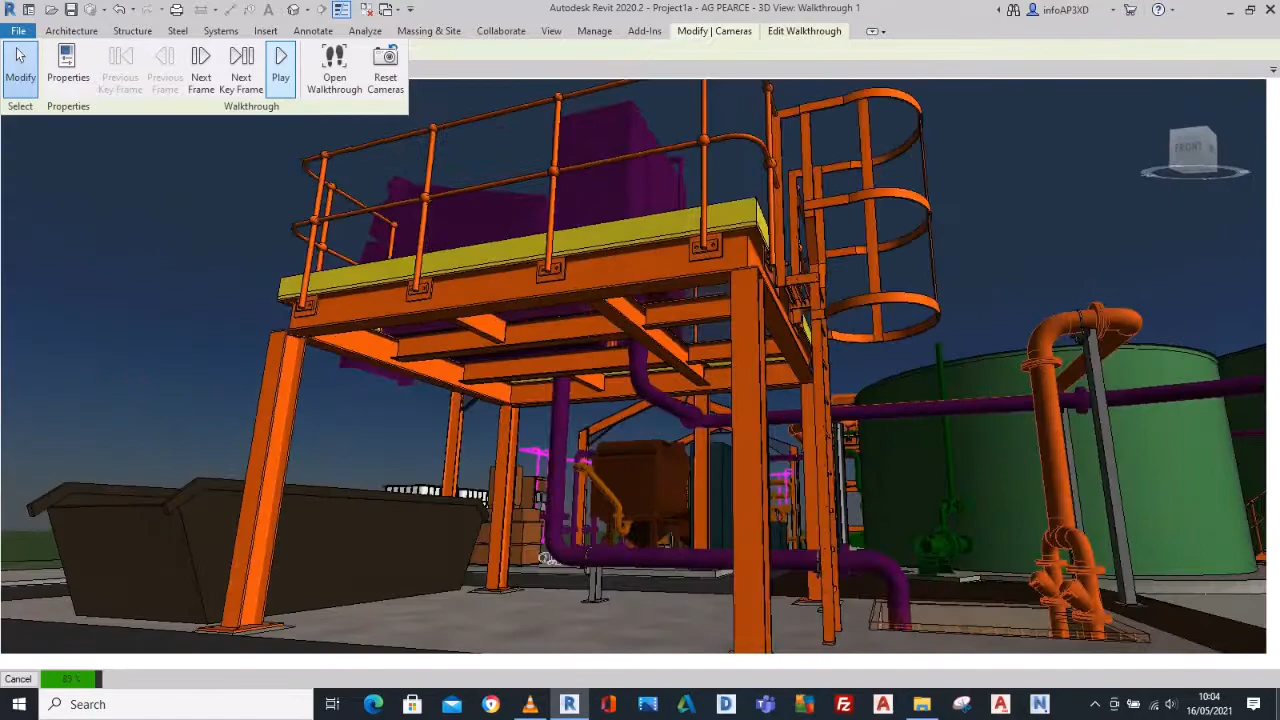 Autodesk Revit 2020.2 - Project1a - AG PEARCE - 3D View: Walkthrough 1
infoAP3XD
File Architecture Structure Steel Systems Insert Annotate Analyze Massing & Site Collaborate View Manage Add-Ins Modify | Cameras Edit Walkthrough
Modify Properties Previous Key Frame Previous Frame Next Frame Next Key Frame Play Open Walkthrough Reset Cameras
Select Properties Walkthrough
FRONT
Cancel 89 %
Search
10:04
16/05/2021